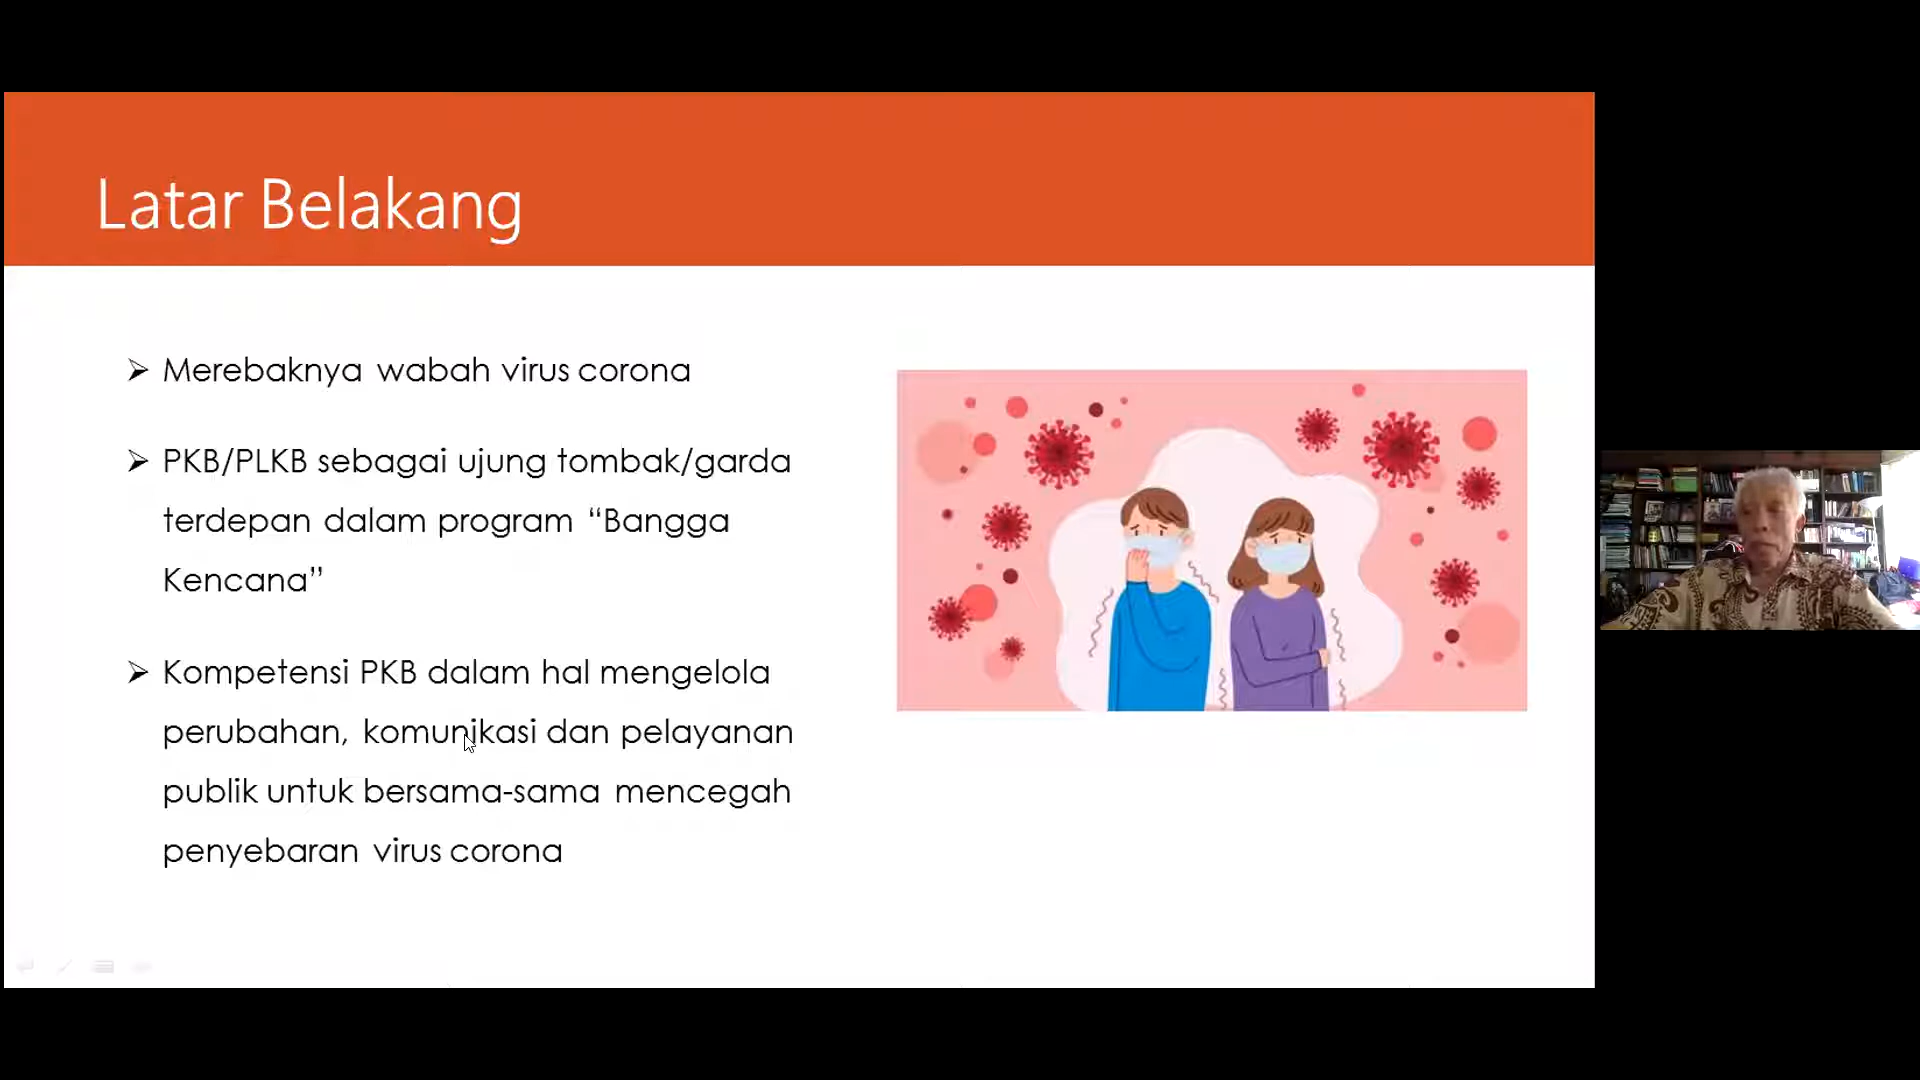 Latar Belakang
Merebaknya wabah virus corona
PKB/PLKB sebagai ujung tombak/garda
terdepan dalam program “Bangga
Kencana”
Kompetensi PKB dalam hal mengelola
perubahan, komunikasi dan pelayanan
publik untuk bersama-sama mencegah
penyebaran virus corona